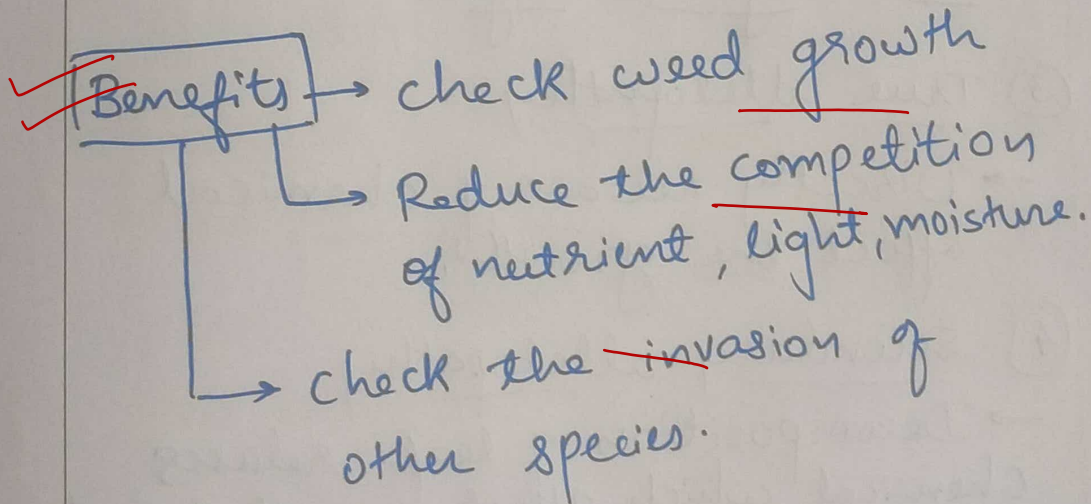 Benefits → check weed growth
→ Reduce the competition
of nutrient, light, moisture.
→ check the invasion of
other species.